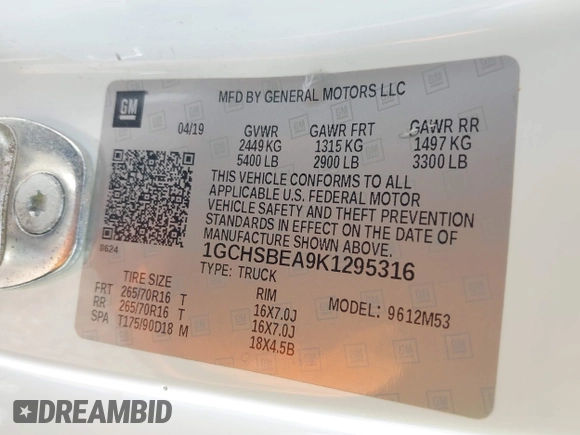 GM
MFD BY GENERAL MOTORS LLC
04/19 GVWR GAWR FRT GAWR RR
2449 KG 1315 KG 1497 KG
5400 LB 2900 LB 3300 LB
THIS VEHICLE CONFORMS TO ALL
APPLICABLE U.S. FEDERAL MOTOR
VEHICLE SAFETY AND THEFT PREVENTION
STANDARDS IN EFFECT ON THE DATE OF
MANUFACTURE SHOWN ABOVE.
8624
1GCHSBEA9K1295316
TYPE: TRUCK
TIRE SIZE RIM MODEL: 9612M53
FRT 265/70R16 T 16X7.0J
RR 265/70R16 T 16X7.0J
SPA T175/90D18 M 18X4.5B
DREAMBID